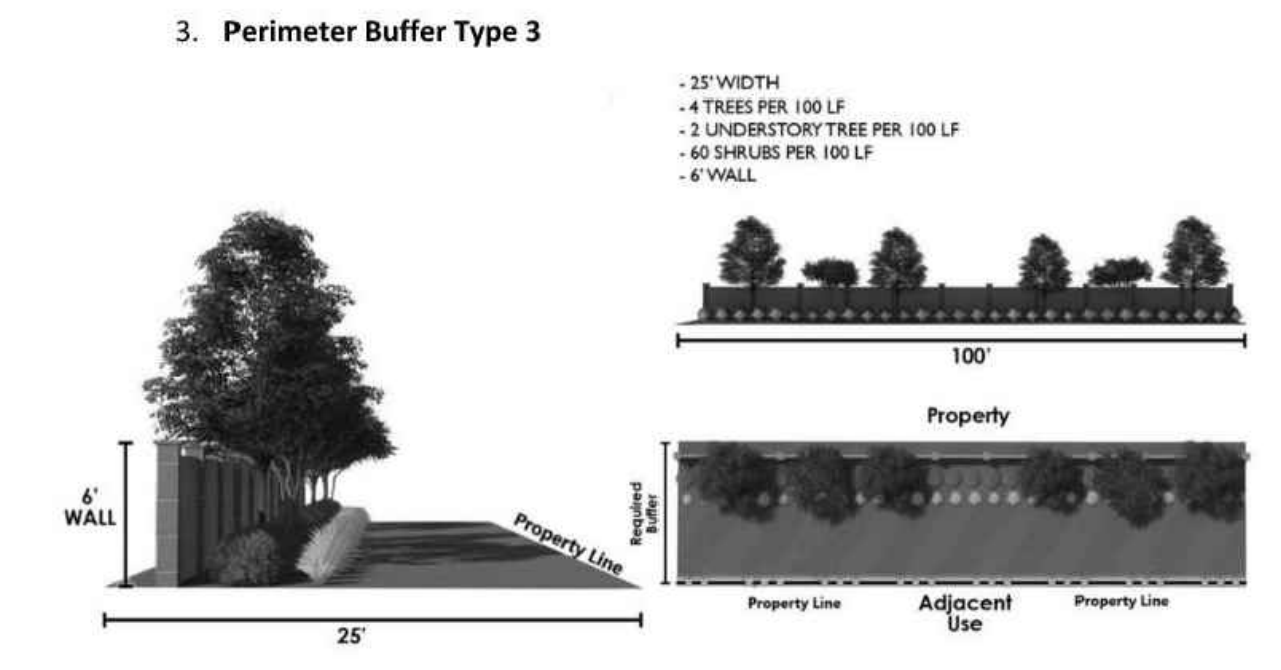 3. Perimeter Buffer Type 3
- 25' WIDTH
- 4 TREES PER 100 LF
- 2 UNDERSTORY TREE PER 100 LF
- 60 SHRUBS PER 100 LF
- 6' WALL
100'
6'
WALL
Property Line
25'
Property
Required
Buffer
Property Line
Adjacent
Use
Property Line